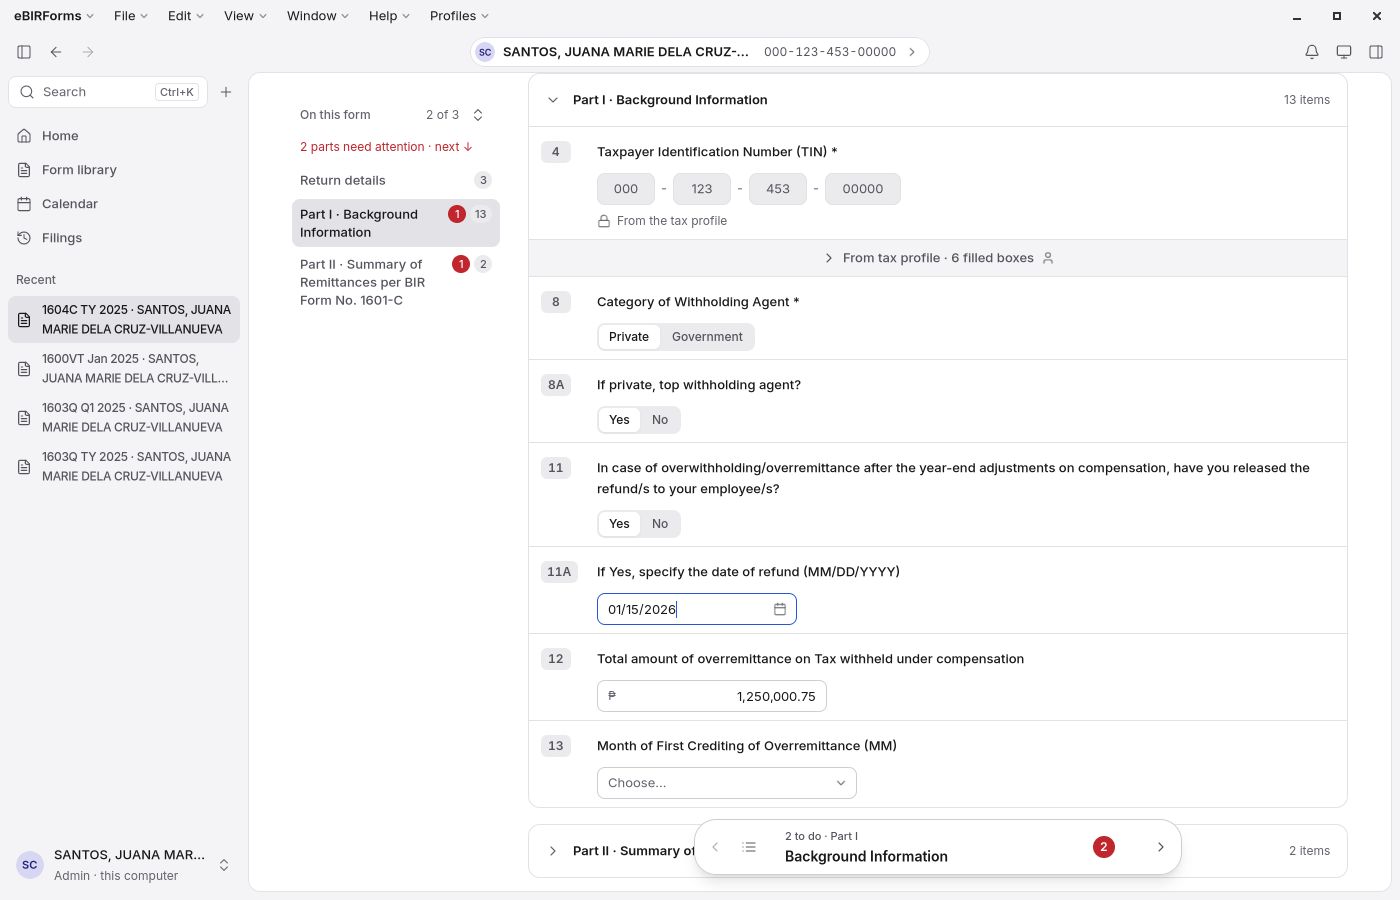 eBIRForms File Edit View Window Help Profiles
SC SANTOS, JUANA MARIE DELA CRUZ-... 000-123-453-00000
Search Ctrl+K
Home
Form library
Calendar
Filings
Recent
1604C TY 2025 · SANTOS, JUANA
MARIE DELA CRUZ-VILLANUEVA
1600VT Jan 2025 · SANTOS,
JUANA MARIE DELA CRUZ-VILL...
1603Q Q1 2025 · SANTOS, JUANA
MARIE DELA CRUZ-VILLANUEVA
1603Q TY 2025 · SANTOS, JUANA
MARIE DELA CRUZ-VILLANUEVA
SC
SANTOS, JUANA MAR...
Admin · this computer
On this form 2 of 3
2 parts need attention · next ↓
Return details 3
Part I · Background 1 13
Information
Part II · Summary of 1 2
Remittances per BIR
Form No. 1601-C
Part I · Background Information 13 items
4 Taxpayer Identification Number (TIN) *
000 - 123 - 453 - 00000
From the tax profile
From tax profile · 6 filled boxes
8 Category of Withholding Agent *
Private Government
8A If private, top withholding agent?
Yes No
11 In case of overwithholding/overremittance after the year-end adjustments on compensation, have you released the
refund/s to your employee/s?
Yes No
11A If Yes, specify the date of refund (MM/DD/YYYY)
01/15/2026
12 Total amount of overremittance on Tax withheld under compensation
₱ 1,250,000.75
13 Month of First Crediting of Overremittance (MM)
Choose...
Part II · Summary of 2 items
2 to do · Part I
Background Information 2